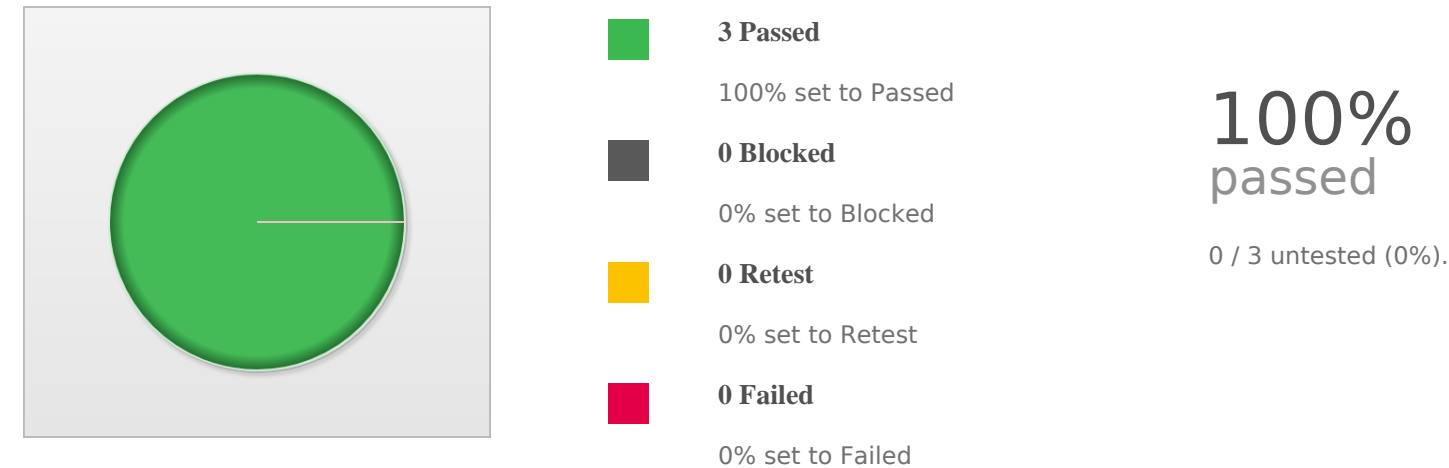 3 Passed
100% set to Passed
0 Blocked
0% set to Blocked
0 Retest
0% set to Retest
0 Failed
0% set to Failed
100%
passed
0 / 3 untested (0%).